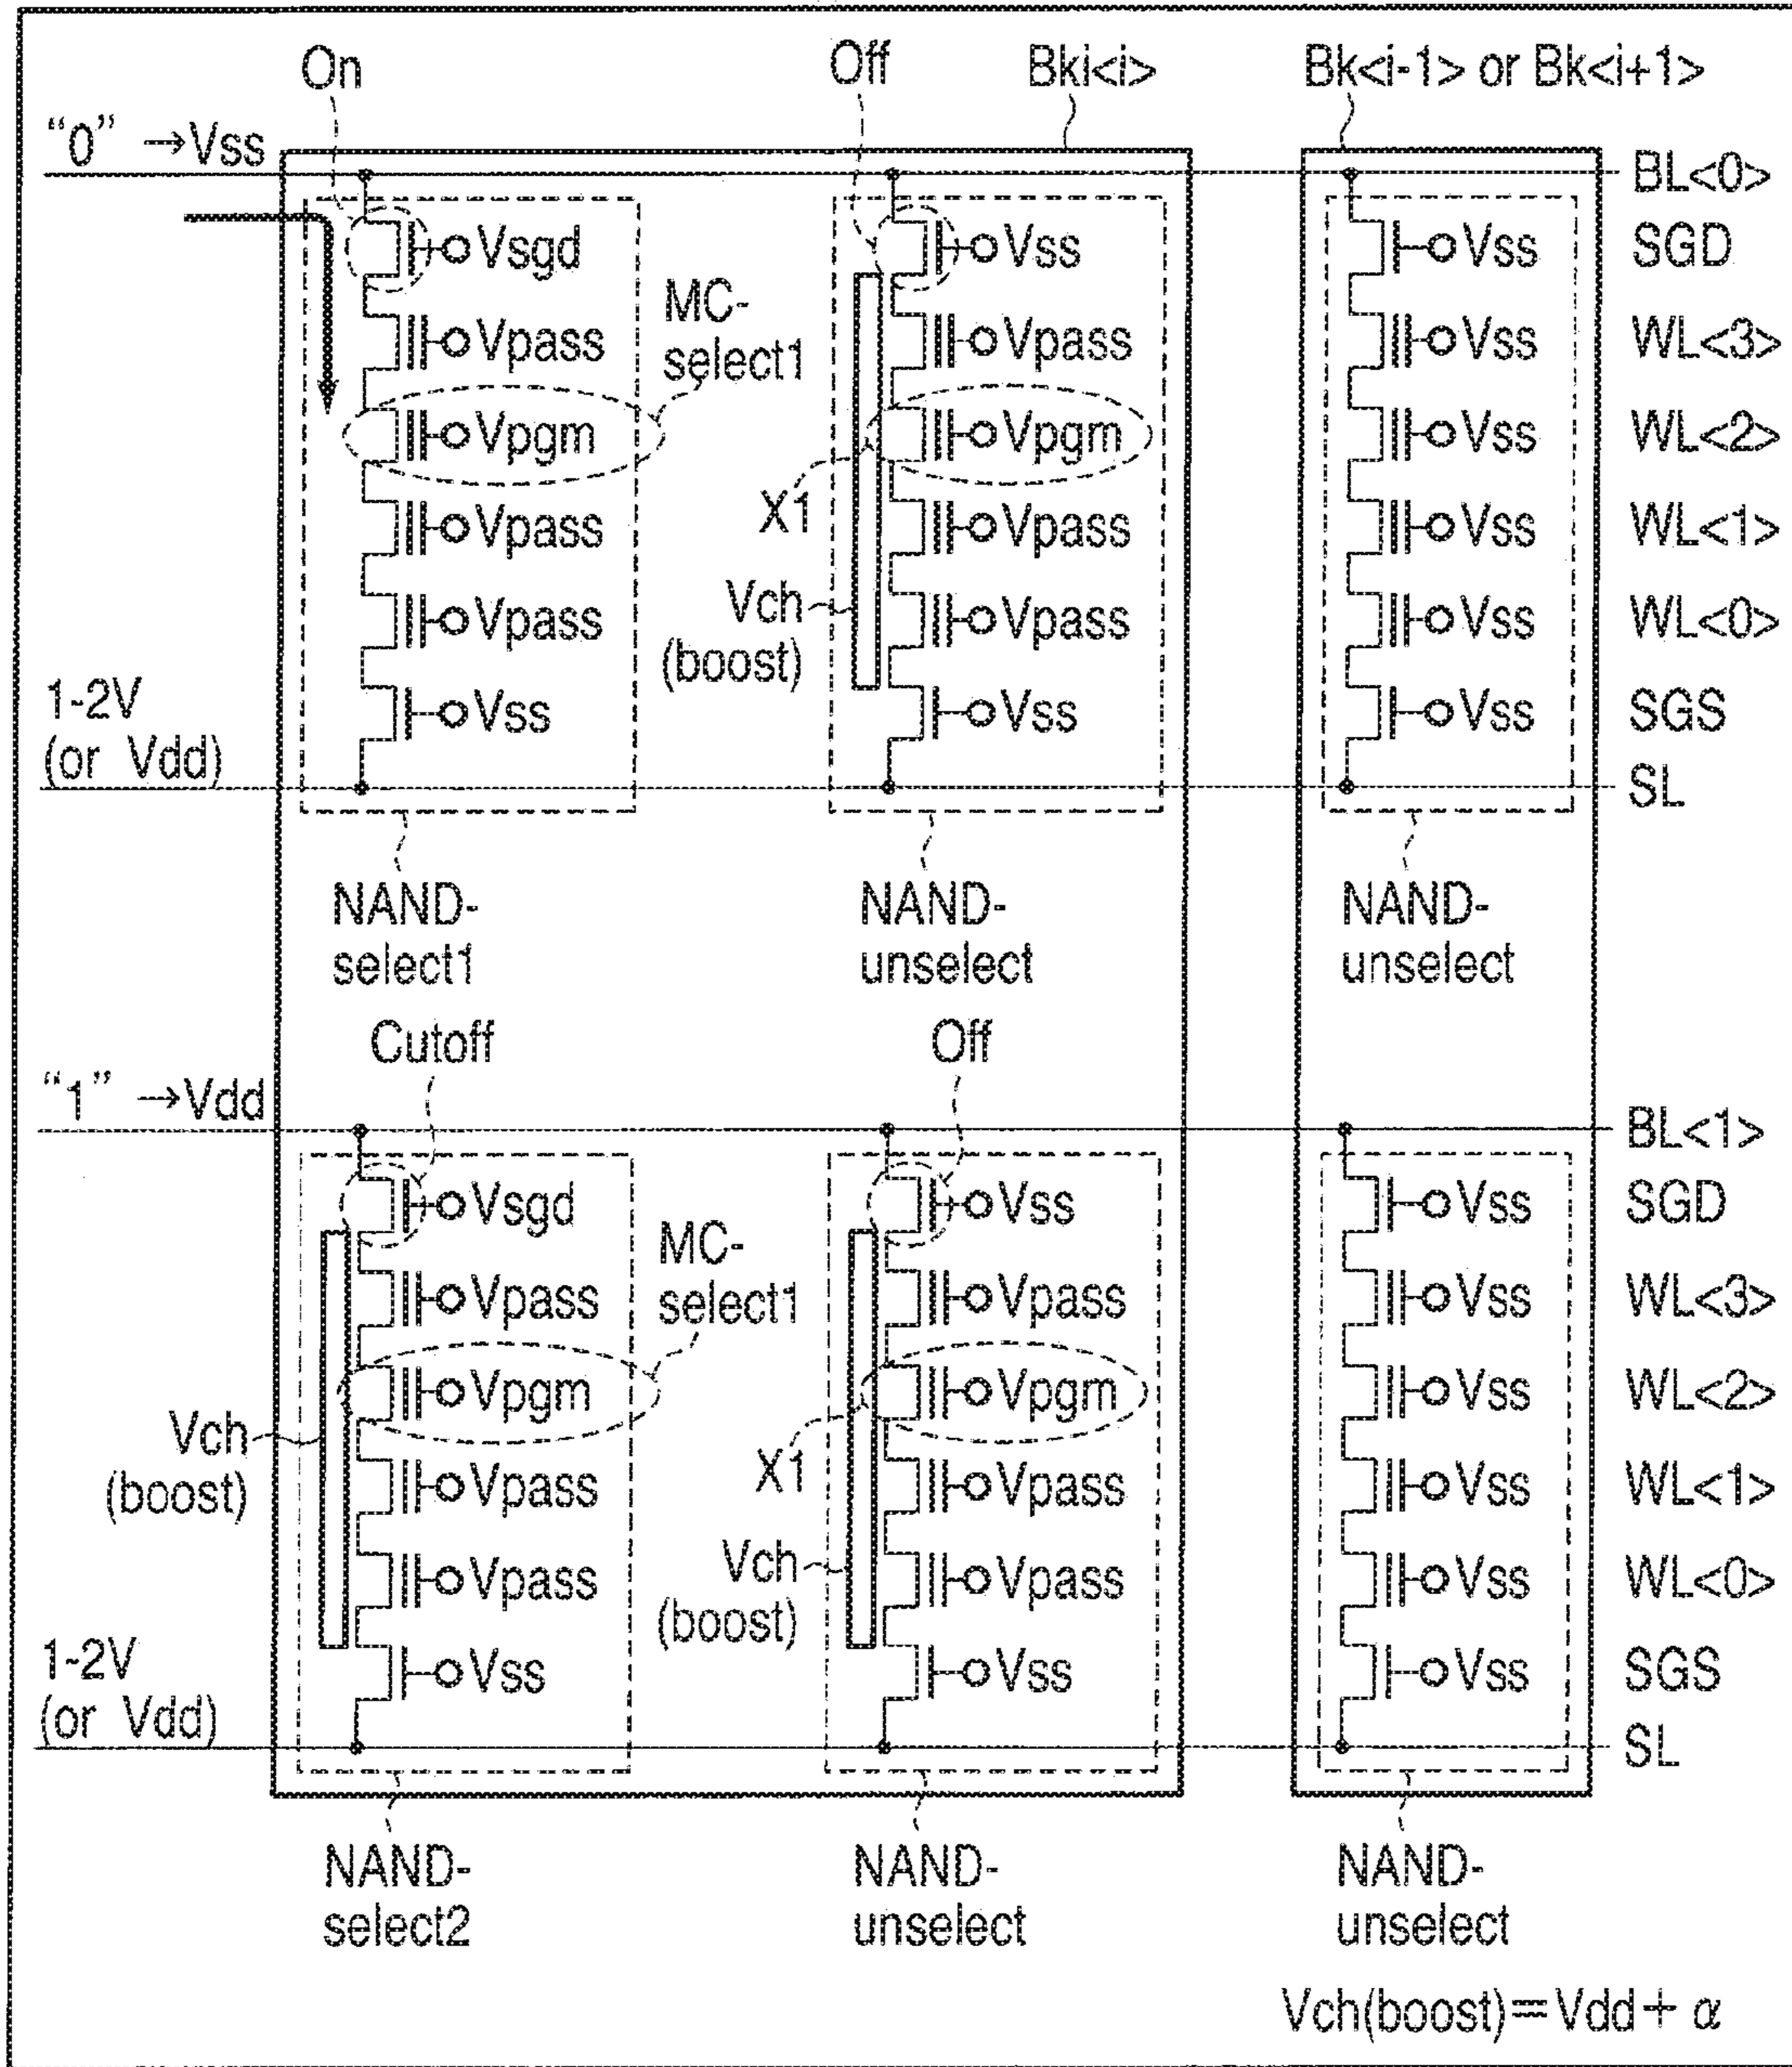 On
Off
Bki<i>
Bk<i-1> or Bk<i+1>
“0” →Vss
BL<0>
Vsgd
Vss
Vss
SGD
MC-
select1
Vpass
Vpass
Vss
WL<3>
Vpgm
Vpgm
Vss
WL<2>
X1
Vpass
Vpass
Vss
WL<1>
Vch
(boost)
Vpass
Vpass
Vss
WL<0>
1-2V
(or Vdd)
Vss
Vss
Vss
SGS
SL
NAND-
select1
NAND-
unselect
NAND-
unselect
Cutoff
Off
“1” →Vdd
BL<1>
Vsgd
Vss
Vss
SGD
MC-
select1
Vpass
Vpass
Vss
WL<3>
Vpgm
Vpgm
Vss
WL<2>
Vch
(boost)
X1
Vpass
Vpass
Vss
WL<1>
Vch
(boost)
Vpass
Vpass
Vss
WL<0>
1-2V
(or Vdd)
Vss
Vss
Vss
SGS
SL
NAND-
select2
NAND-
unselect
NAND-
unselect
Vch(boost)=Vdd+ α